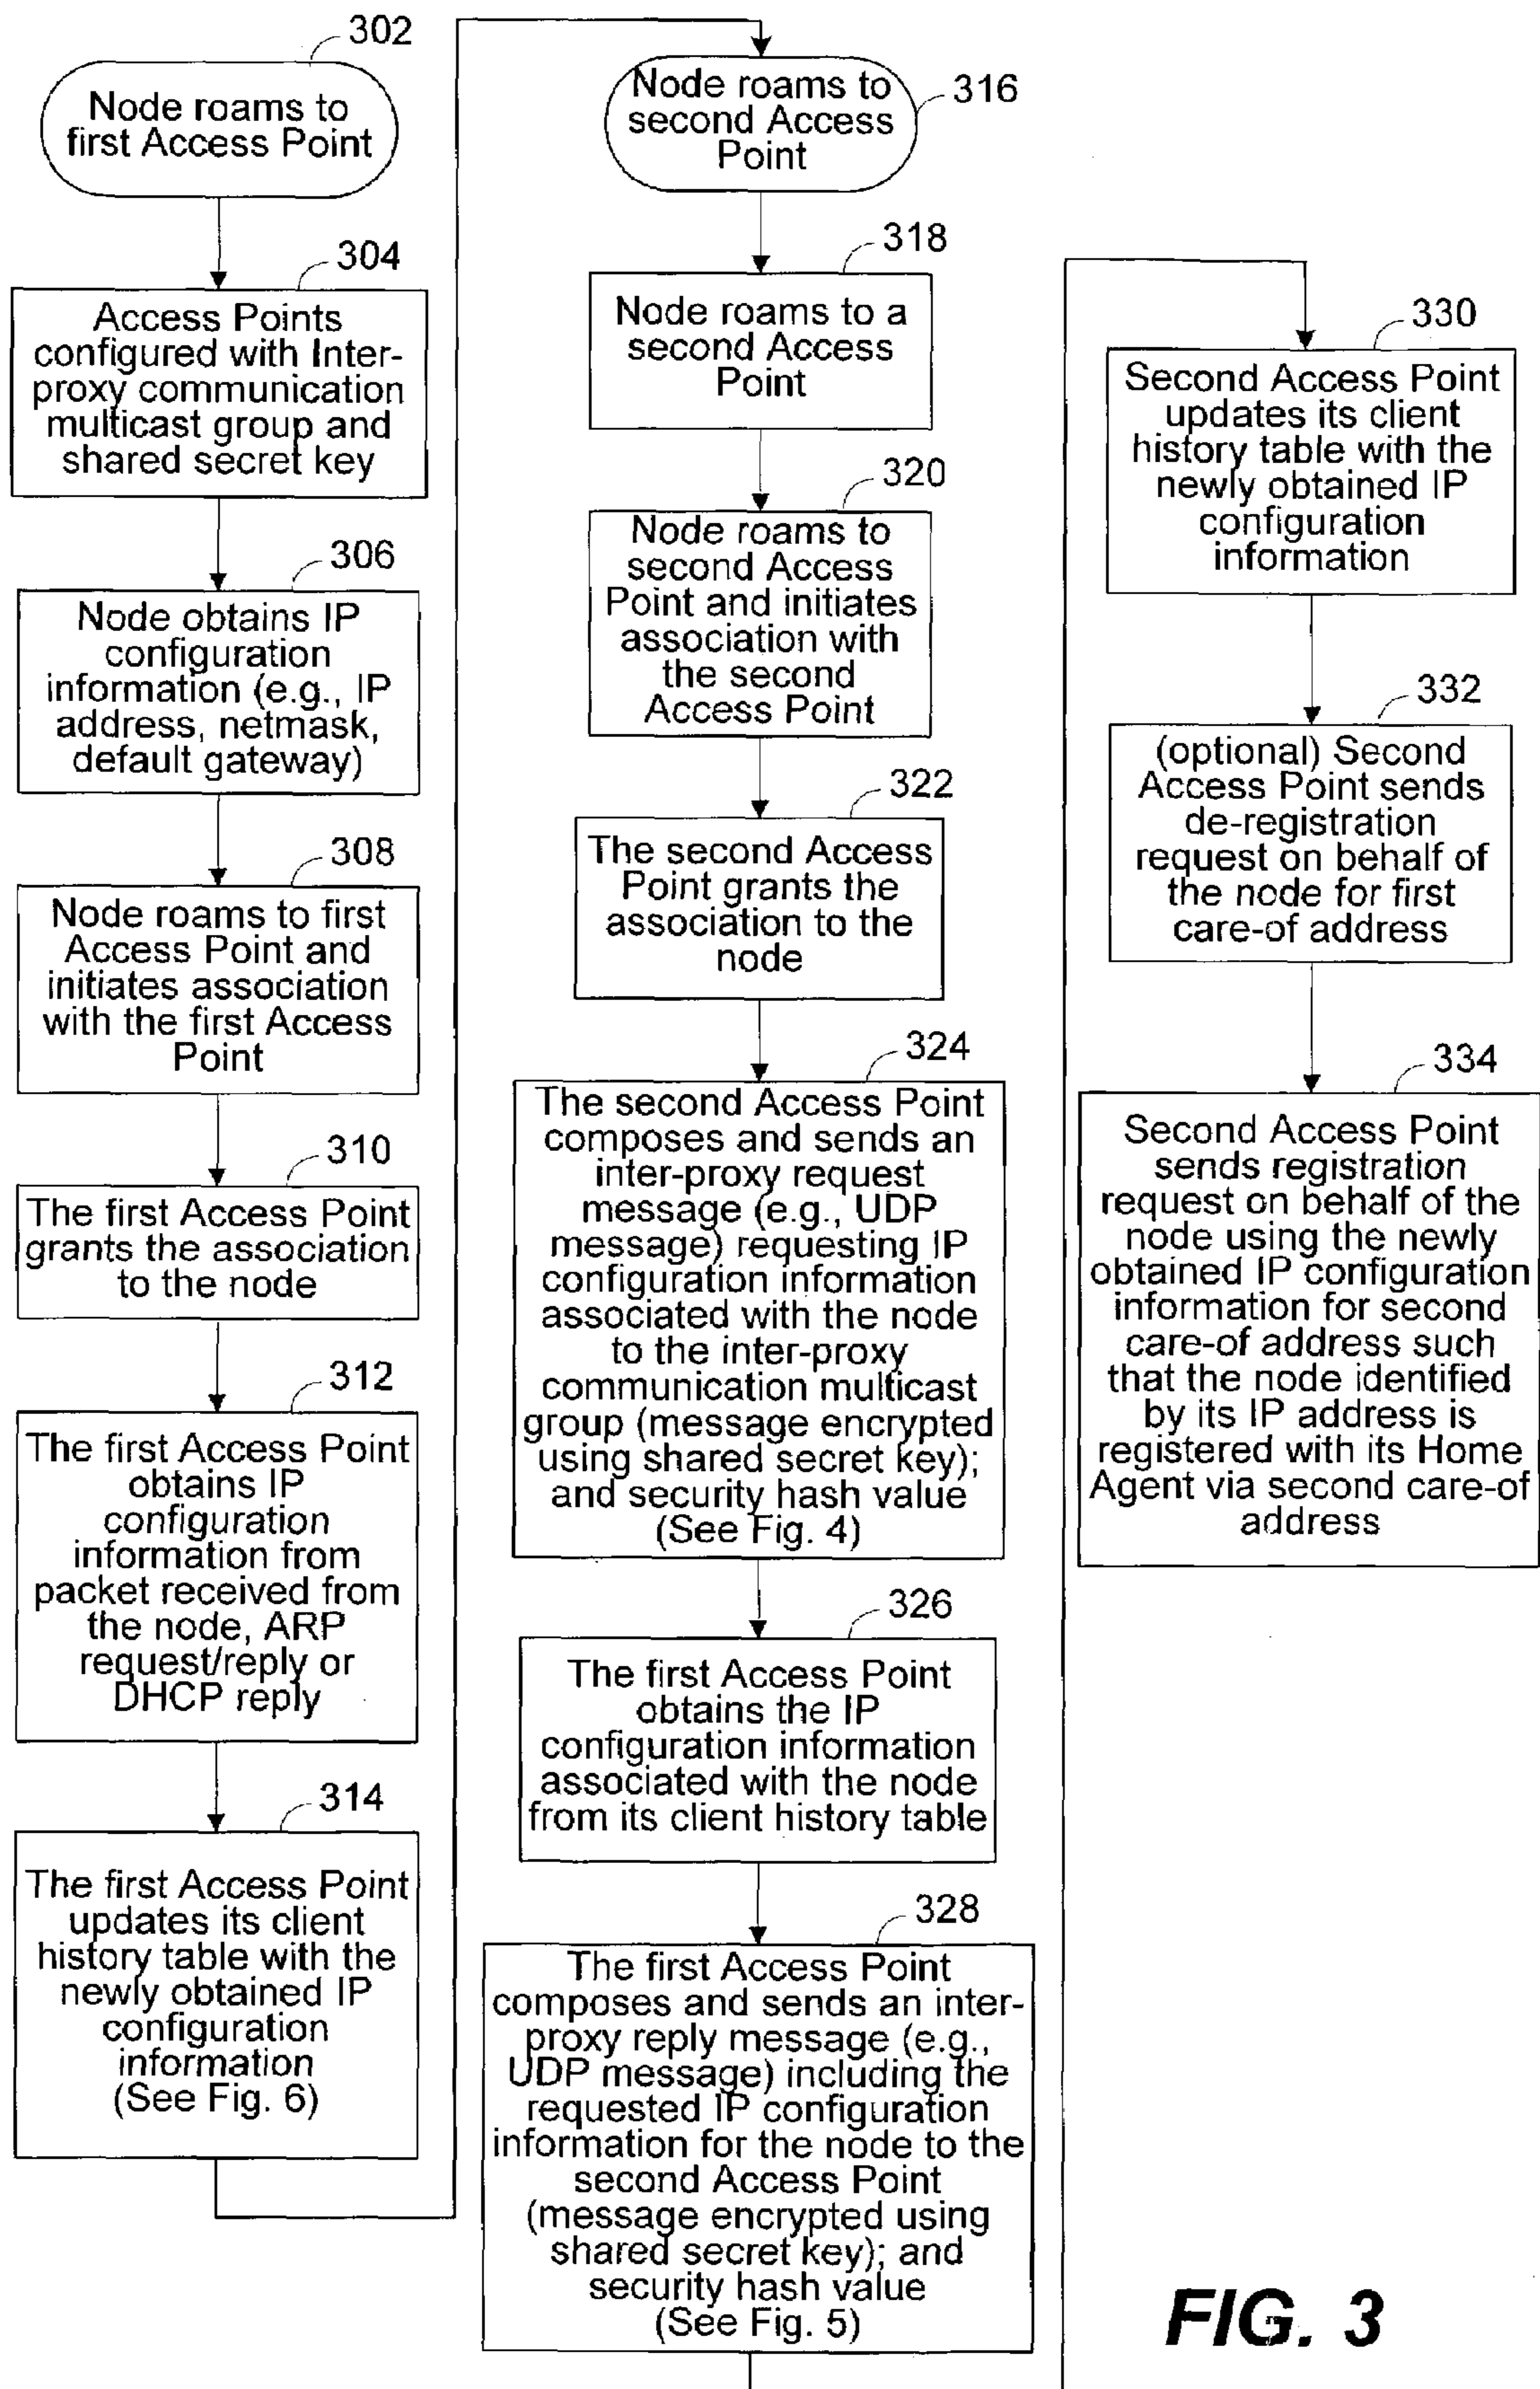 302
Node roams to
first Access Point
304
Access Points
configured with Inter-
proxy communication
multicast group and
shared secret key
306
Node obtains IP
configuration
information (e.g., IP
address, netmask,
default gateway)
308
Node roams to first
Access Point and
initiates association
with the first Access
Point
310
The first Access Point
grants the association
to the node
312
The first Access Point
obtains IP
configuration
information from
packet received from
the node, ARP
request/reply or
DHCP reply
314
The first Access Point
updates its client
history table with the
newly obtained IP
configuration
information
(See Fig. 6)
316
Node roams to
second Access
Point
318
Node roams to a
second Access
Point
320
Node roams to
second Access
Point and initiates
association with
the second
Access Point
322
The second Access
Point grants the
association to the
node
324
The second Access Point
composes and sends an
inter-proxy request
message (e.g., UDP
message) requesting IP
configuration information
associated with the node
to the inter-proxy
communication multicast
group (message encrypted
using shared secret key);
and security hash value
(See Fig. 4)
326
The first Access Point
obtains the IP
configuration information
associated with the node
from its client history table
328
The first Access Point
composes and sends an inter-
proxy reply message (e.g.,
UDP message) including the
requested IP configuration
information for the node to the
second Access Point
(message encrypted using
shared secret key); and
security hash value
(See Fig. 5)
330
Second Access Point
updates its client
history table with the
newly obtained IP
configuration
information
332
(optional) Second
Access Point sends
de-registration
request on behalf of
the node for first
care-of address
334
Second Access Point
sends registration
request on behalf of the
node using the newly
obtained IP configuration
information for second
care-of address such
that the node identified
by its IP address is
registered with its Home
Agent via second care-of
address
FIG. 3